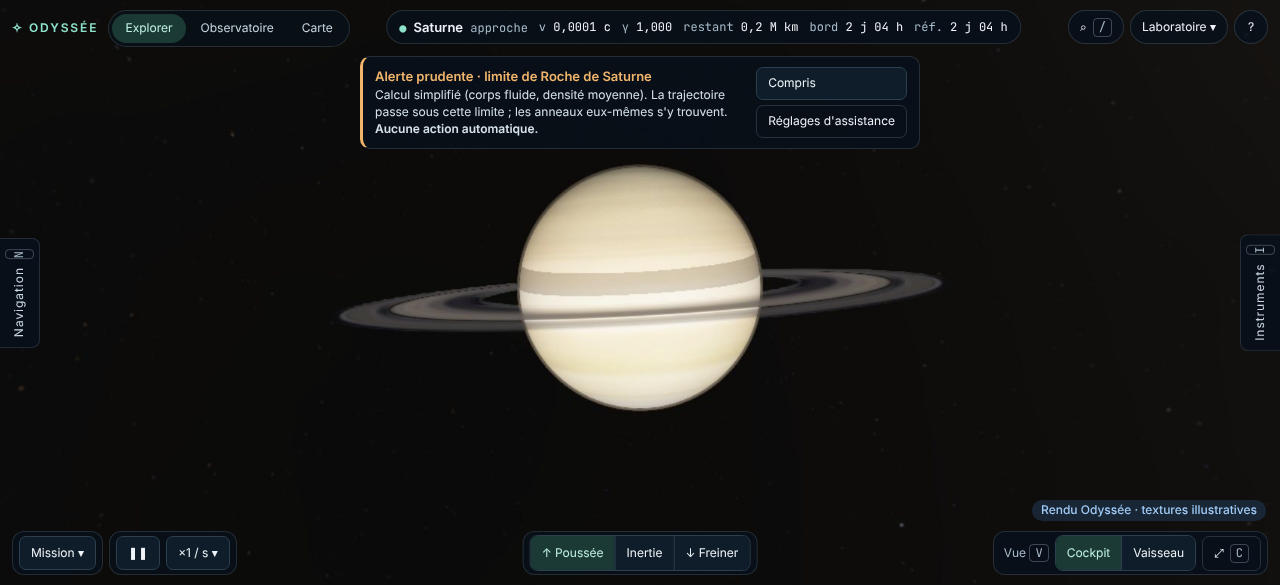 ✧ ODYSSÉE
Explorer Observatoire Carte
● Saturne approche v 0,0001 c γ 1,000 restant 0,2 M km bord 2 j 04 h réf. 2 j 04 h
⌕ /
Laboratoire ▾
?
Alerte prudente · limite de Roche de Saturne
Calcul simplifié (corps fluide, densité moyenne). La trajectoire
passe sous cette limite ; les anneaux eux-mêmes s'y trouvent.
Aucune action automatique.
Compris
Réglages d'assistance
Navigation N
Instruments I
Rendu Odyssée · textures illustratives
Mission ▾
❚❚
×1 / s ▾
↑ Poussée Inertie ↓ Freiner
Vue V Cockpit Vaisseau
⤢ C